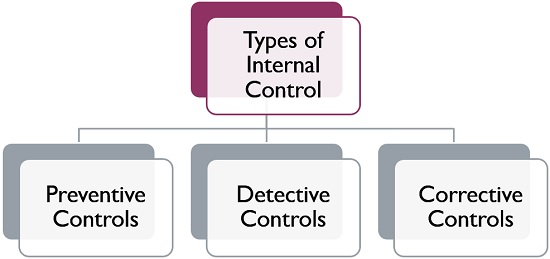 Types of
Internal
Control
Preventive
Controls
Detective
Controls
Corrective
Controls